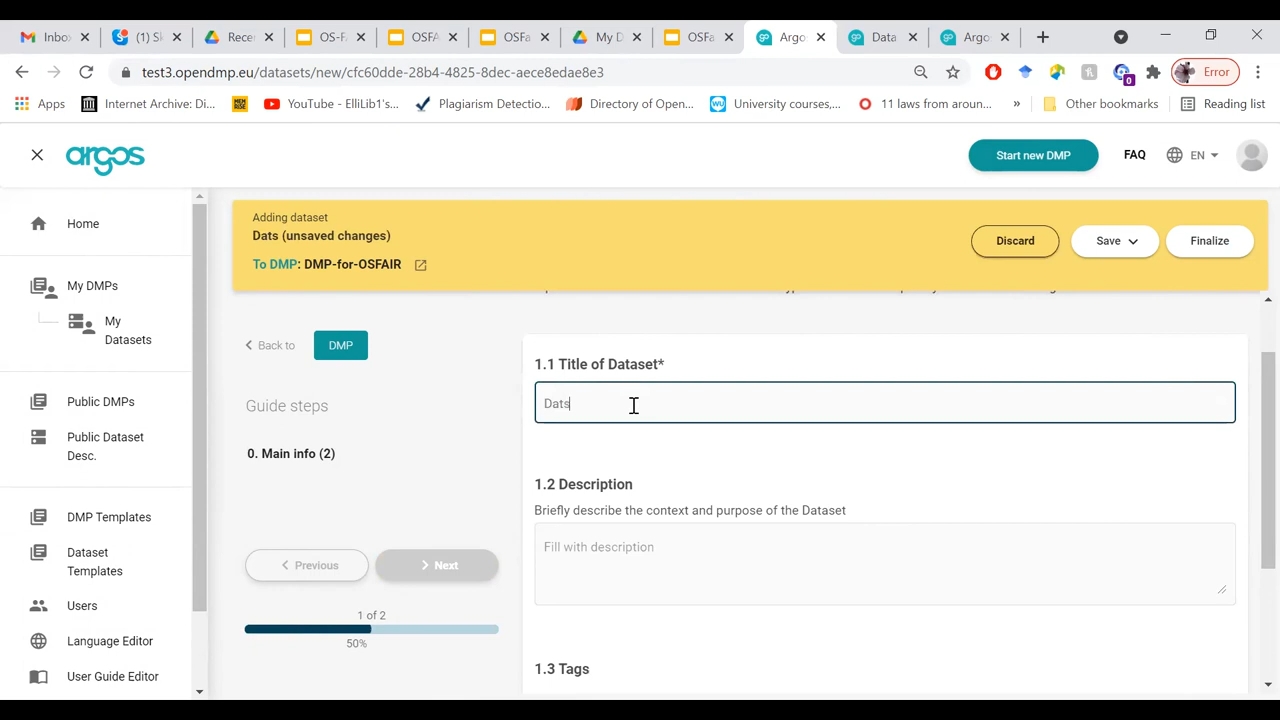 Inbo
(1) Sk
Rece
OS-FA
OSFA
OSFa
My D
OSFa
Argo
Data
Argo
test3.opendmp.eu/datasets/new/cfc60dde-28b4-4825-8dec-aece8edae8e3
0
Error
Apps
Internet Archive: Di...
YouTube - ElliLib1's...
Plagiarism Detectio...
Directory of Open...
WU University courses,...
11 laws from aroun...
»
Other bookmarks
Reading list
argos
Start new DMP
FAQ
EN
Home
My DMPs
My
Datasets
Public DMPs
Public Dataset
Desc.
DMP Templates
Dataset
Templates
Users
Language Editor
User Guide Editor
Adding dataset
Dats (unsaved changes)
To DMP: DMP-for-OSFAIR
Discard
Save
Finalize
Back to
DMP
Guide steps
0. Main info (2)
Previous
Next
1 of 2
50%
1.1 Title of Dataset*
Dats
1.2 Description
Briefly describe the context and purpose of the Dataset
Fill with description
1.3 Tags